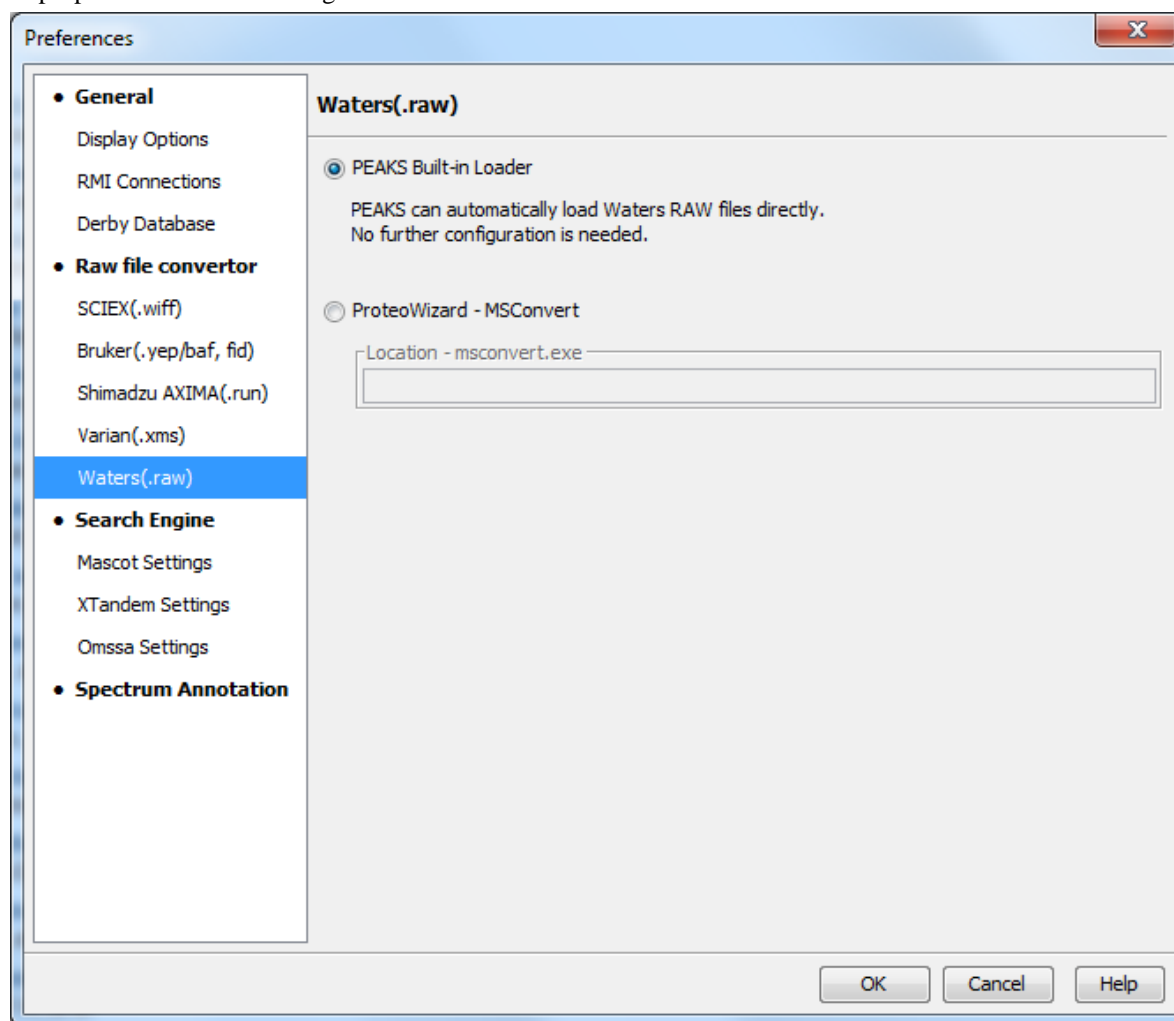 Preferences
General
Display Options
RMI Connections
Derby Database
Raw file convertor
SCIEX(.wiff)
Bruker(.yep/baf, fid)
Shimadzu AXIMA(.run)
Varian(.xms)
Waters(.raw)
Search Engine
Mascot Settings
XTandem Settings
Omssa Settings
Spectrum Annotation
Waters(.raw)
PEAKS Built-in Loader
PEAKS can automatically load Waters RAW files directly.
No further configuration is needed.
ProteoWizard - MSConvert
Location - msconvert.exe
OK Cancel Help